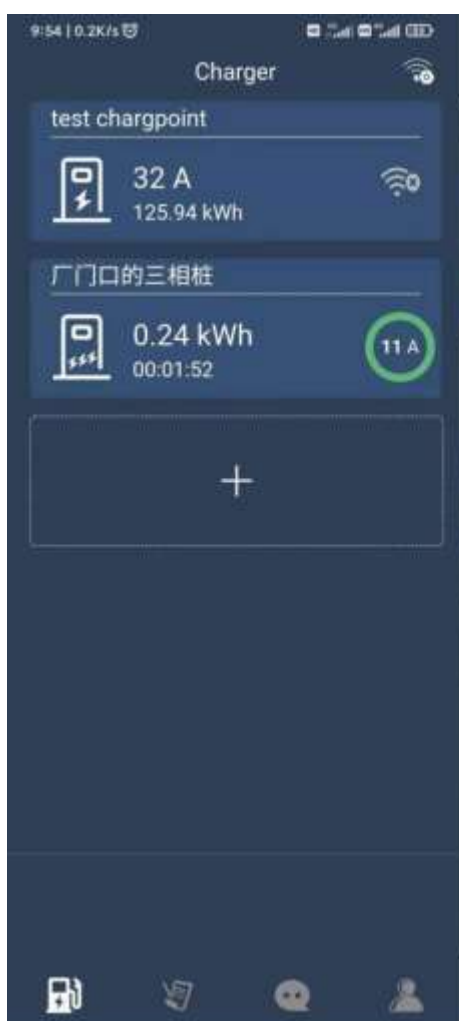 9:54 | 0.2K/s
Charger
test chargpoint
32 A
125.94 kWh
厂门口的三相桩
0.24 kWh
00:01:52
11 A